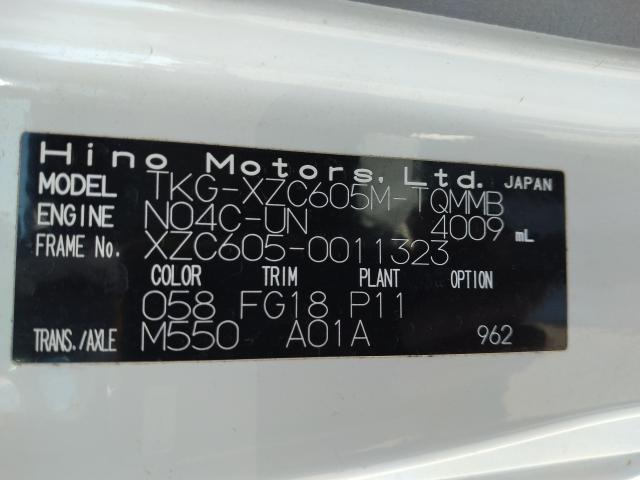 Hino Motors, Ltd. JAPAN
MODEL TKG-XZC605M-TQMMB
ENGINE N04C-UN 4009 mL
FRAME No. XZC605-0011323
COLOR TRIM PLANT OPTION
058 FG18 P11
TRANS./AXLE M550 A01A 962